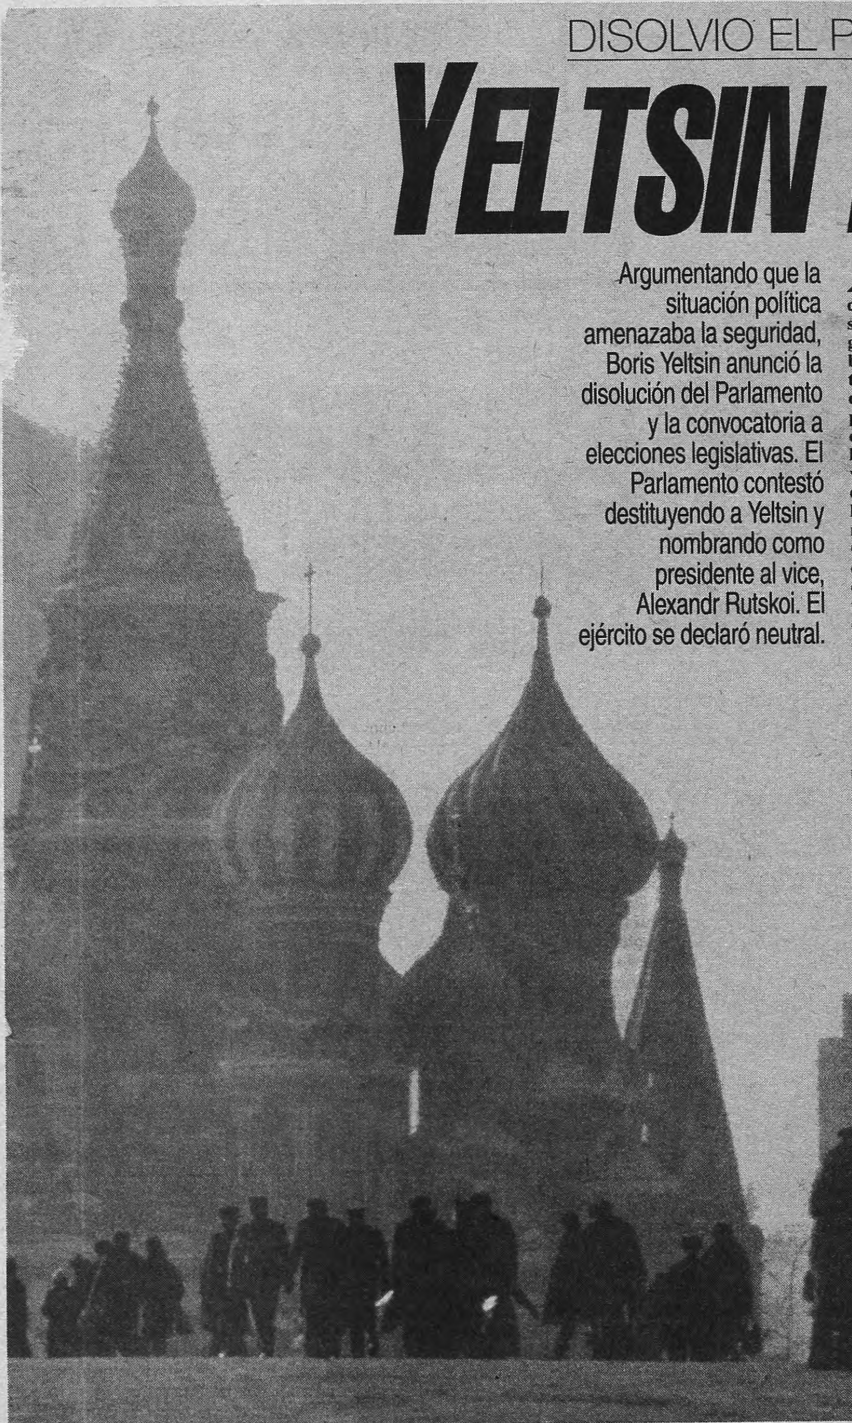 DISOLVIO EL P
YELTSIN
Argumentando que la
situación política
amenazaba la seguridad,
Boris Yeltsin anunció la
disolución del Parlamento
y la convocatoria a
elecciones legislativas. El
Parlamento contestó
destituyendo a Yeltsin y
nombrando como
presidente al vice,
Alexandr Rutskoi. El
ejército se declaró neutral.